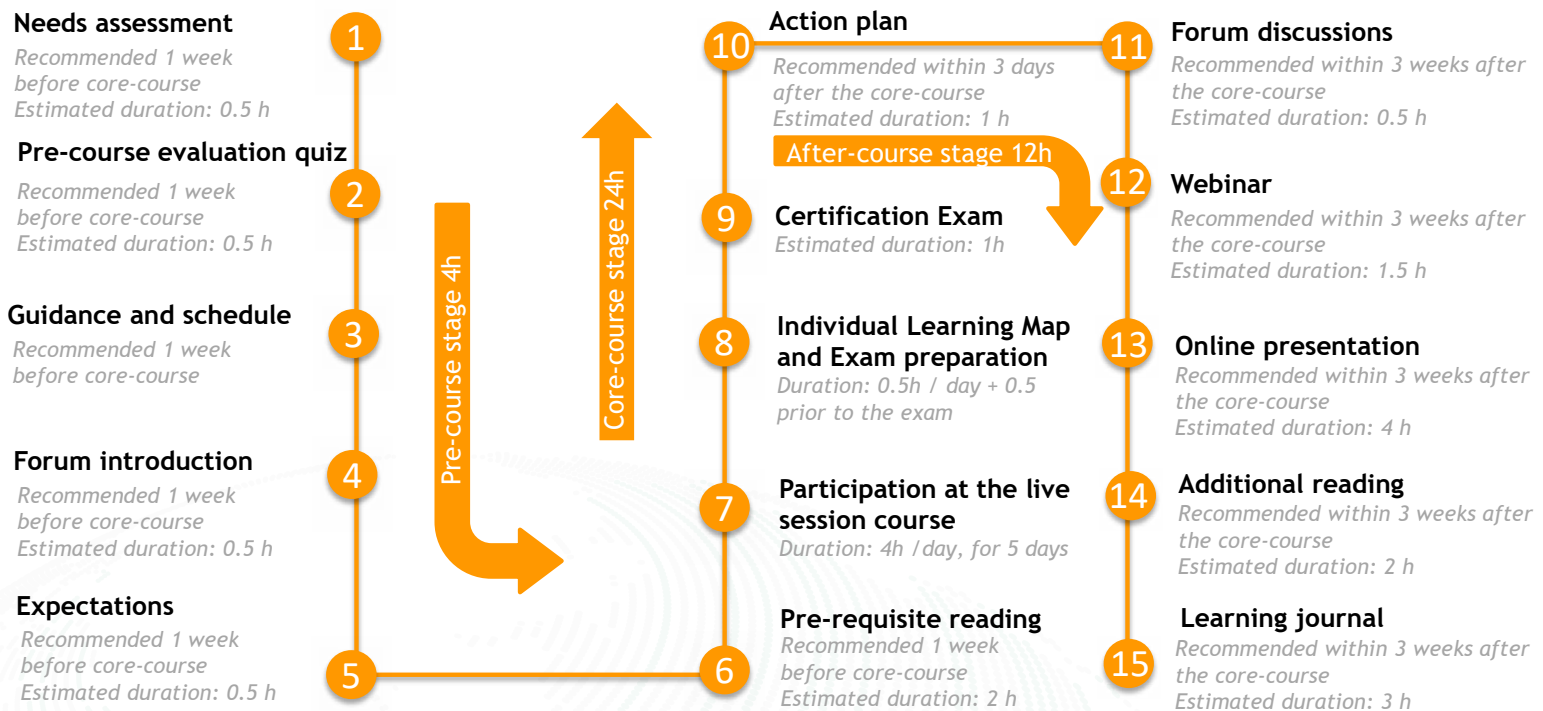 Needs assessment
Recommended 1 week
before core-course
Estimated duration: 0.5 h
1
Pre-course evaluation quiz
Recommended 1 week
before core-course
Estimated duration: 0.5 h
2
Guidance and schedule
Recommended 1 week
before core-course
3
Forum introduction
Recommended 1 week
before core-course
Estimated duration: 0.5 h
4
Expectations
Recommended 1 week
before core-course
Estimated duration: 0.5 h
5
Pre-course stage 4h
Core-course stage 24h
6
Pre-requisite reading
Recommended 1 week
before core-course
Estimated duration: 2 h
7
Participation at the live
session course
Duration: 4h /day, for 5 days
8
Individual Learning Map
and Exam preparation
Duration: 0.5h / day + 0.5
prior to the exam
9
Certification Exam
Estimated duration: 1h
10
Action plan
Recommended within 3 days
after the core-course
Estimated duration: 1 h
After-course stage 12h
11
Forum discussions
Recommended within 3 weeks after
the core-course
Estimated duration: 0.5 h
12
Webinar
Recommended within 3 weeks after
the core-course
Estimated duration: 1.5 h
13
Online presentation
Recommended within 3 weeks after
the core-course
Estimated duration: 4 h
14
Additional reading
Recommended within 3 weeks after
the core-course
Estimated duration: 2 h
15
Learning journal
Recommended within 3 weeks after
the core-course
Estimated duration: 3 h